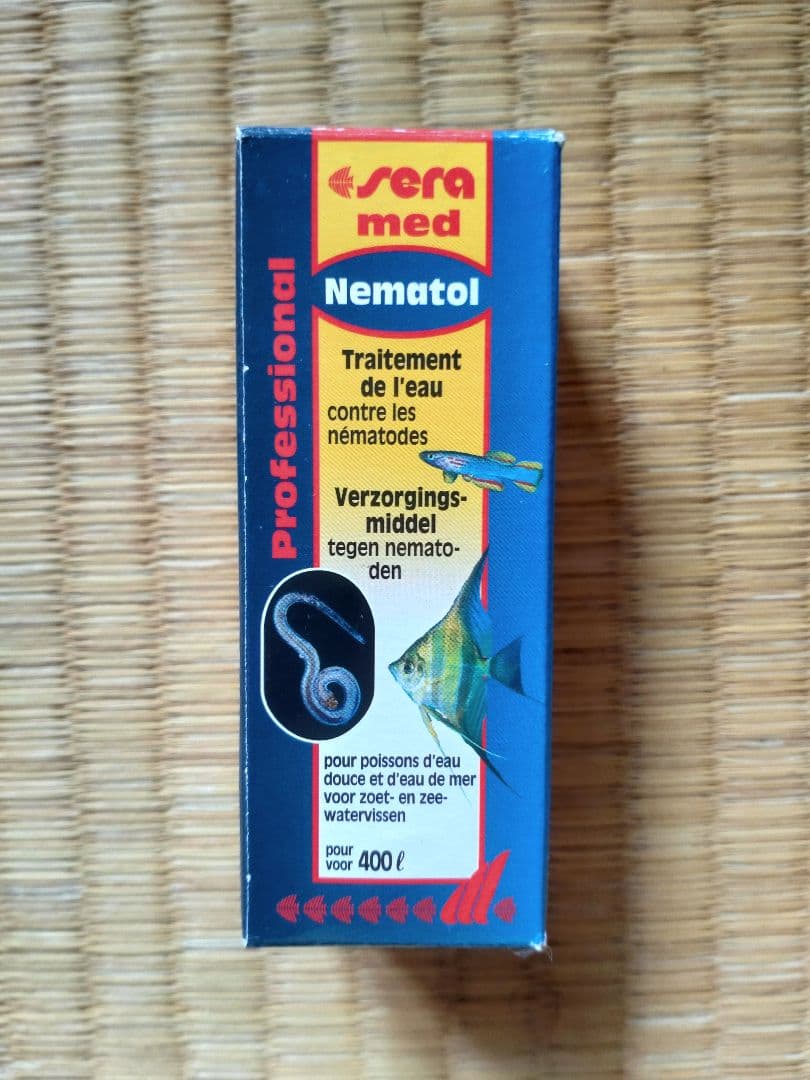 sera
med
Nematol
Professional
Traitement
de l'eau
contre les
nématodes
Verzorgings-
middel
tegen nemato-
den
pour poissons d'eau
douce et d'eau de mer
voor zoet- en zee-
watervissen
pour
voor 400 ℓ